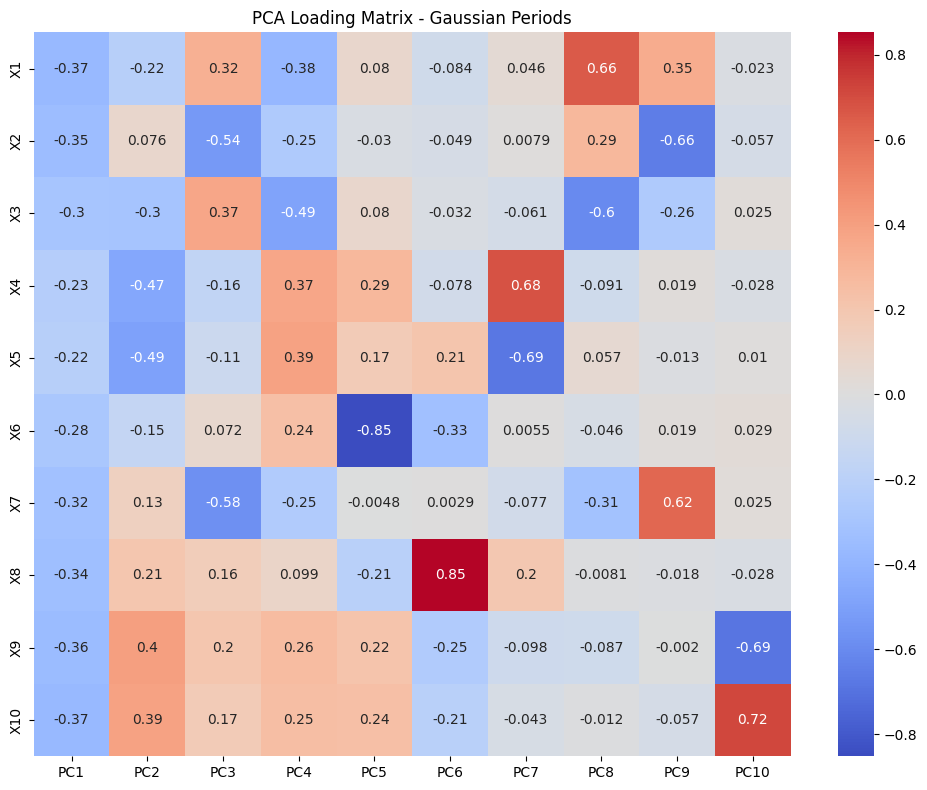 PCA Loading Matrix - Gaussian Periods
X1 -0.37 -0.22 0.32 -0.38 0.08 -0.084 0.046 0.66 0.35 -0.023
X2 -0.35 0.076 -0.54 -0.25 -0.03 -0.049 0.0079 0.29 -0.66 -0.057
X3 -0.3 -0.3 0.37 -0.49 0.08 -0.032 -0.061 -0.6 -0.26 0.025
X4 -0.23 -0.47 -0.16 0.37 0.29 -0.078 0.68 -0.091 0.019 -0.028
X5 -0.22 -0.49 -0.11 0.39 0.17 0.21 -0.69 0.057 -0.013 0.01
X6 -0.28 -0.15 0.072 0.24 -0.85 -0.33 0.0055 -0.046 0.019 0.029
X7 -0.32 0.13 -0.58 -0.25 -0.0048 0.0029 -0.077 -0.31 0.62 0.025
X8 -0.34 0.21 0.16 0.099 -0.21 0.85 0.2 -0.0081 -0.018 -0.028
X9 -0.36 0.4 0.2 0.26 0.22 -0.25 -0.098 -0.087 -0.002 -0.69
X10 -0.37 0.39 0.17 0.25 0.24 -0.21 -0.043 -0.012 -0.057 0.72
PC1 PC2 PC3 PC4 PC5 PC6 PC7 PC8 PC9 PC10
0.8
0.6
0.4
0.2
0.0
−0.2
−0.4
−0.6
−0.8